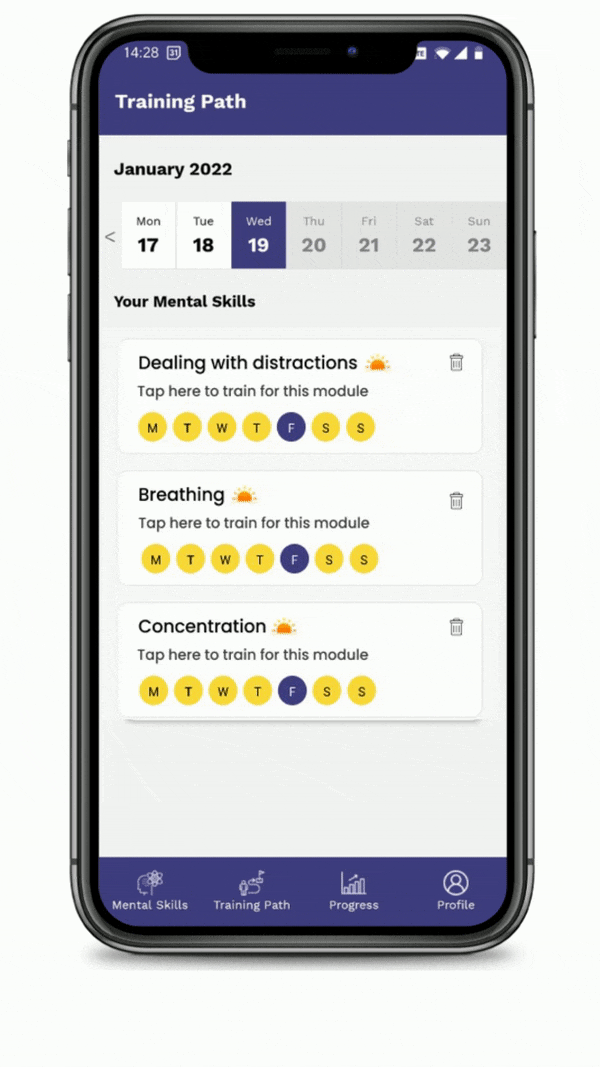 14:28 31
Training Path
January 2022
Mon Tue Wed Thu Fri Sat Sun
< 17 18 19 20 21 22 23
Your Mental Skills
Dealing with distractions
Tap here to train for this module
M T W T F S S
Breathing
Tap here to train for this module
M T W T F S S
Concentration
Tap here to train for this module
M T W T F S S
Mental Skills Training Path Progress Profile